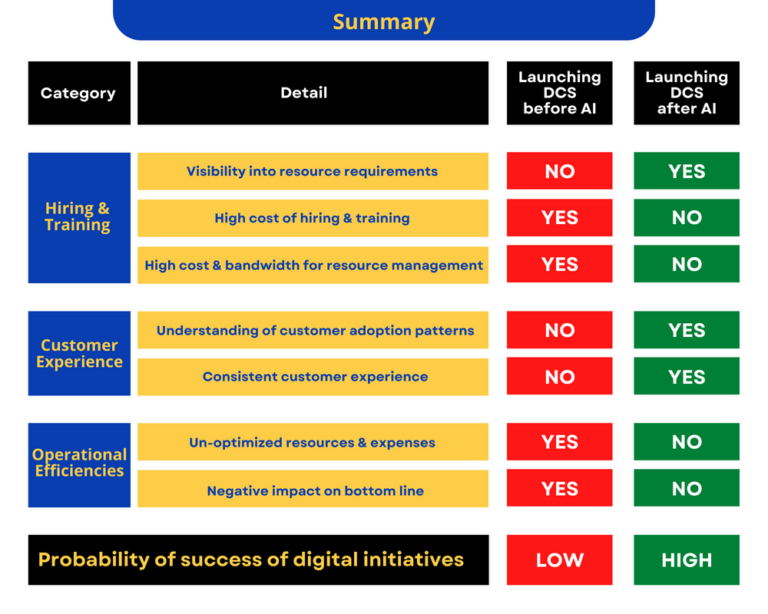 Summary
Category
Detail
Launching
DCS
before AI
Launching
DCS
after AI
Hiring &
Training
Visibility into resource requirements
NO
YES
High cost of hiring & training
YES
NO
High cost & bandwidth for resource management
YES
NO
Customer
Experience
Understanding of customer adoption patterns
NO
YES
Consistent customer experience
NO
YES
Operational
Efficiencies
Un-optimized resources & expenses
YES
NO
Negative impact on bottom line
YES
NO
Probability of success of digital initiatives
LOW
HIGH